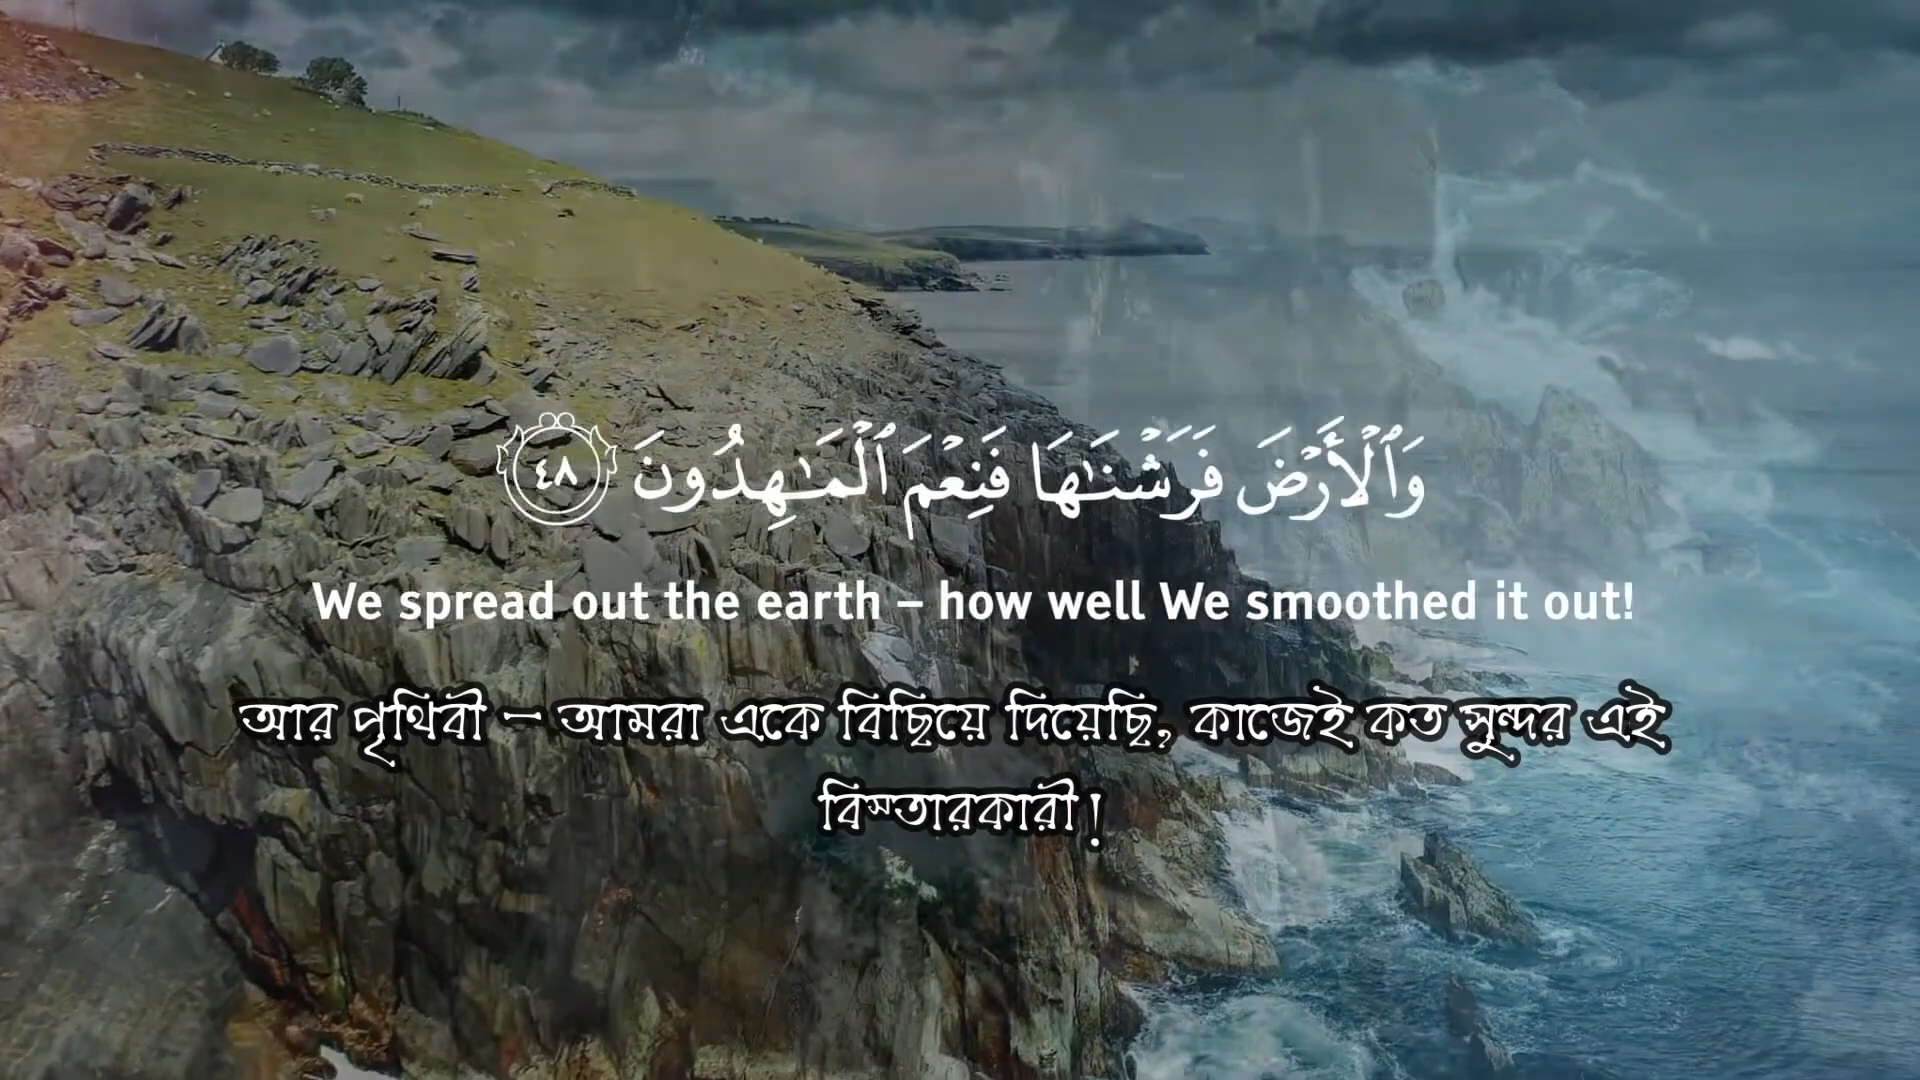 وَٱلْأَرْضَ فَرَشْنَـٰهَا فَنِعْمَ ٱلْمَـٰهِدُونَ ٤٨
We spread out the earth – how well We smoothed it out!
আর পৃথিবী – আমরা একে বিছিয়ে দিয়েছি, কাজেই কত সুন্দর এই
বিস্তারকারী!